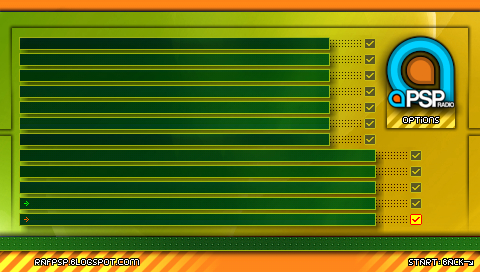 PSP
RADIO
OPTIONS
RAFPSP.BLOGSPOT.COM
START:BACK